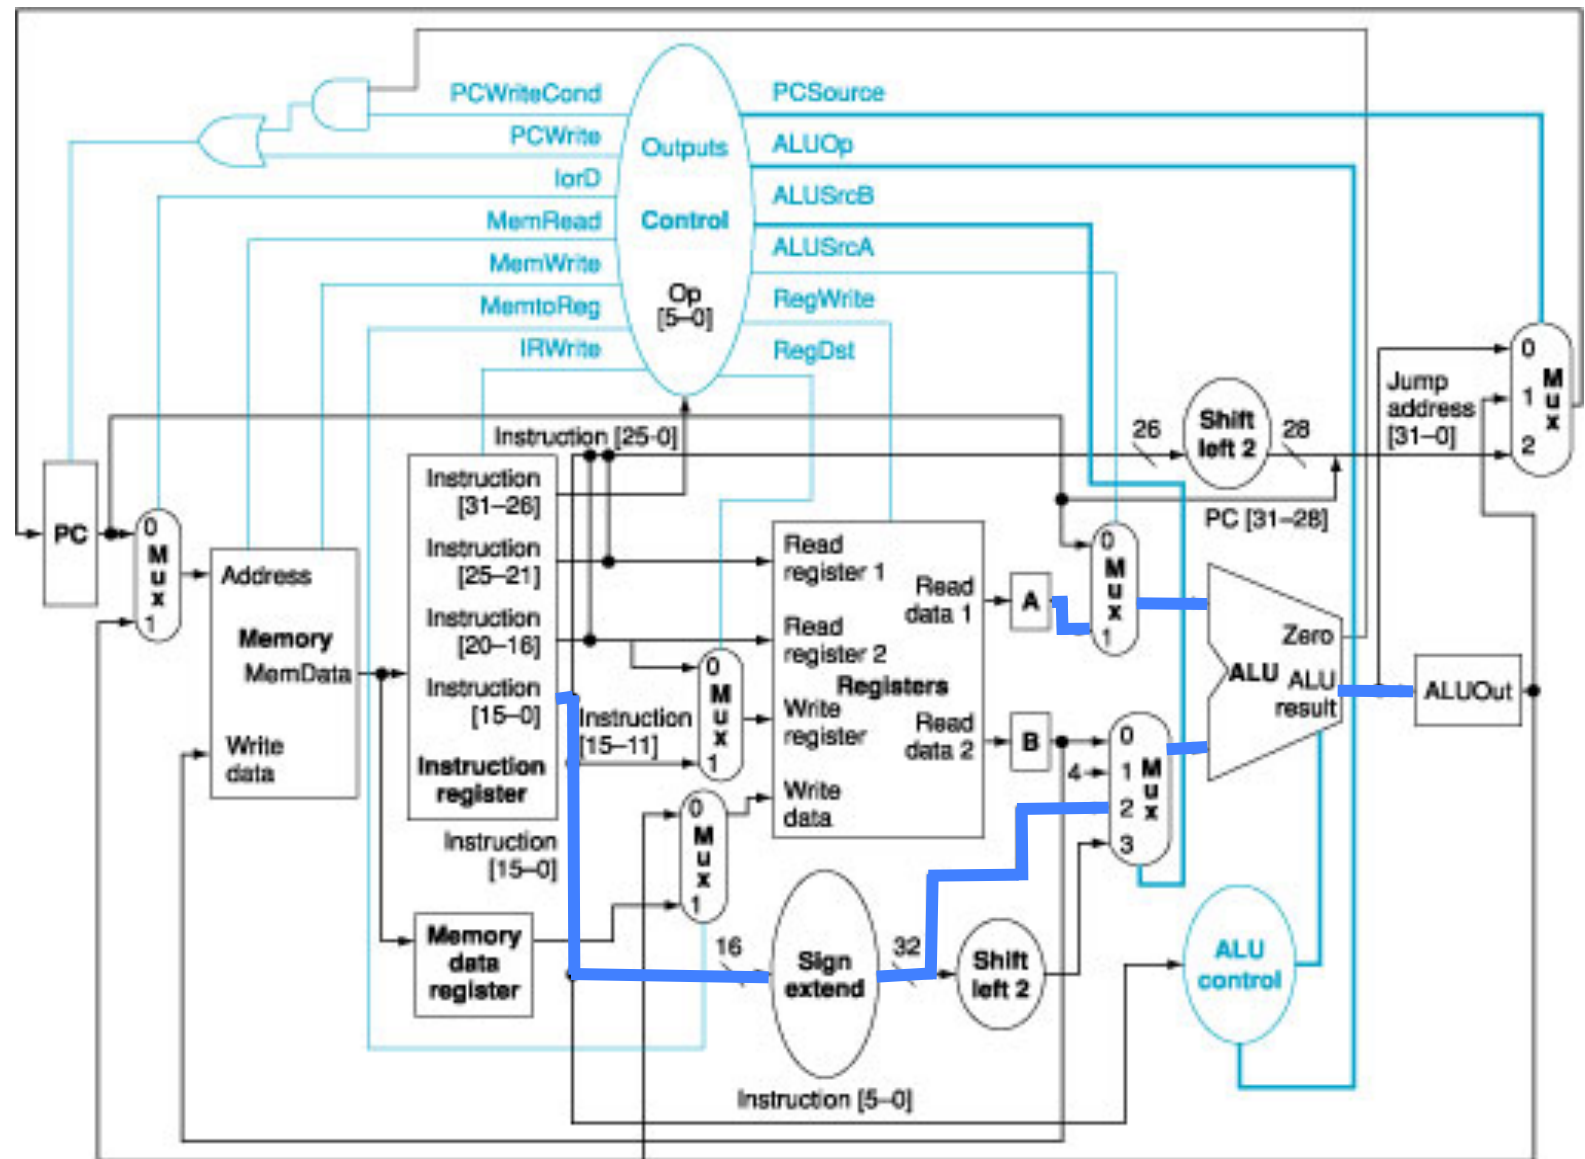 PCWriteCond
PCWrite
IorD
MemRead
MemWrite
MemtoReg
IRWrite
Outputs
Control
Op
[5–0]
PCSource
ALUOp
ALUSrcB
ALUSrcA
RegWrite
RegDst
PC
0
M
u
x
1
Address
Memory
MemData
Write
data
Instruction [25-0]
Instruction
[31–26]
Instruction
[25–21]
Instruction
[20–16]
Instruction
[15–0]
Instruction
register
Instruction
[15–0]
Memory
data
register
Instruction
[15–11]
0
M
u
x
1
0
M
u
x
1
Read
register 1
Read
register 2
Registers
Write
register
Write
data
Read
data 1
Read
data 2
A
B
16
Sign
extend
32
Shift
left 2
Instruction [5–0]
0
M
u
x
1
0
4
1
M
u
x
2
3
26
Shift
left 2
28
PC [31–28]
Jump
address
[31–0]
0
1
M
u
x
2
Zero
ALU
ALU
result
ALUOut
ALU
control